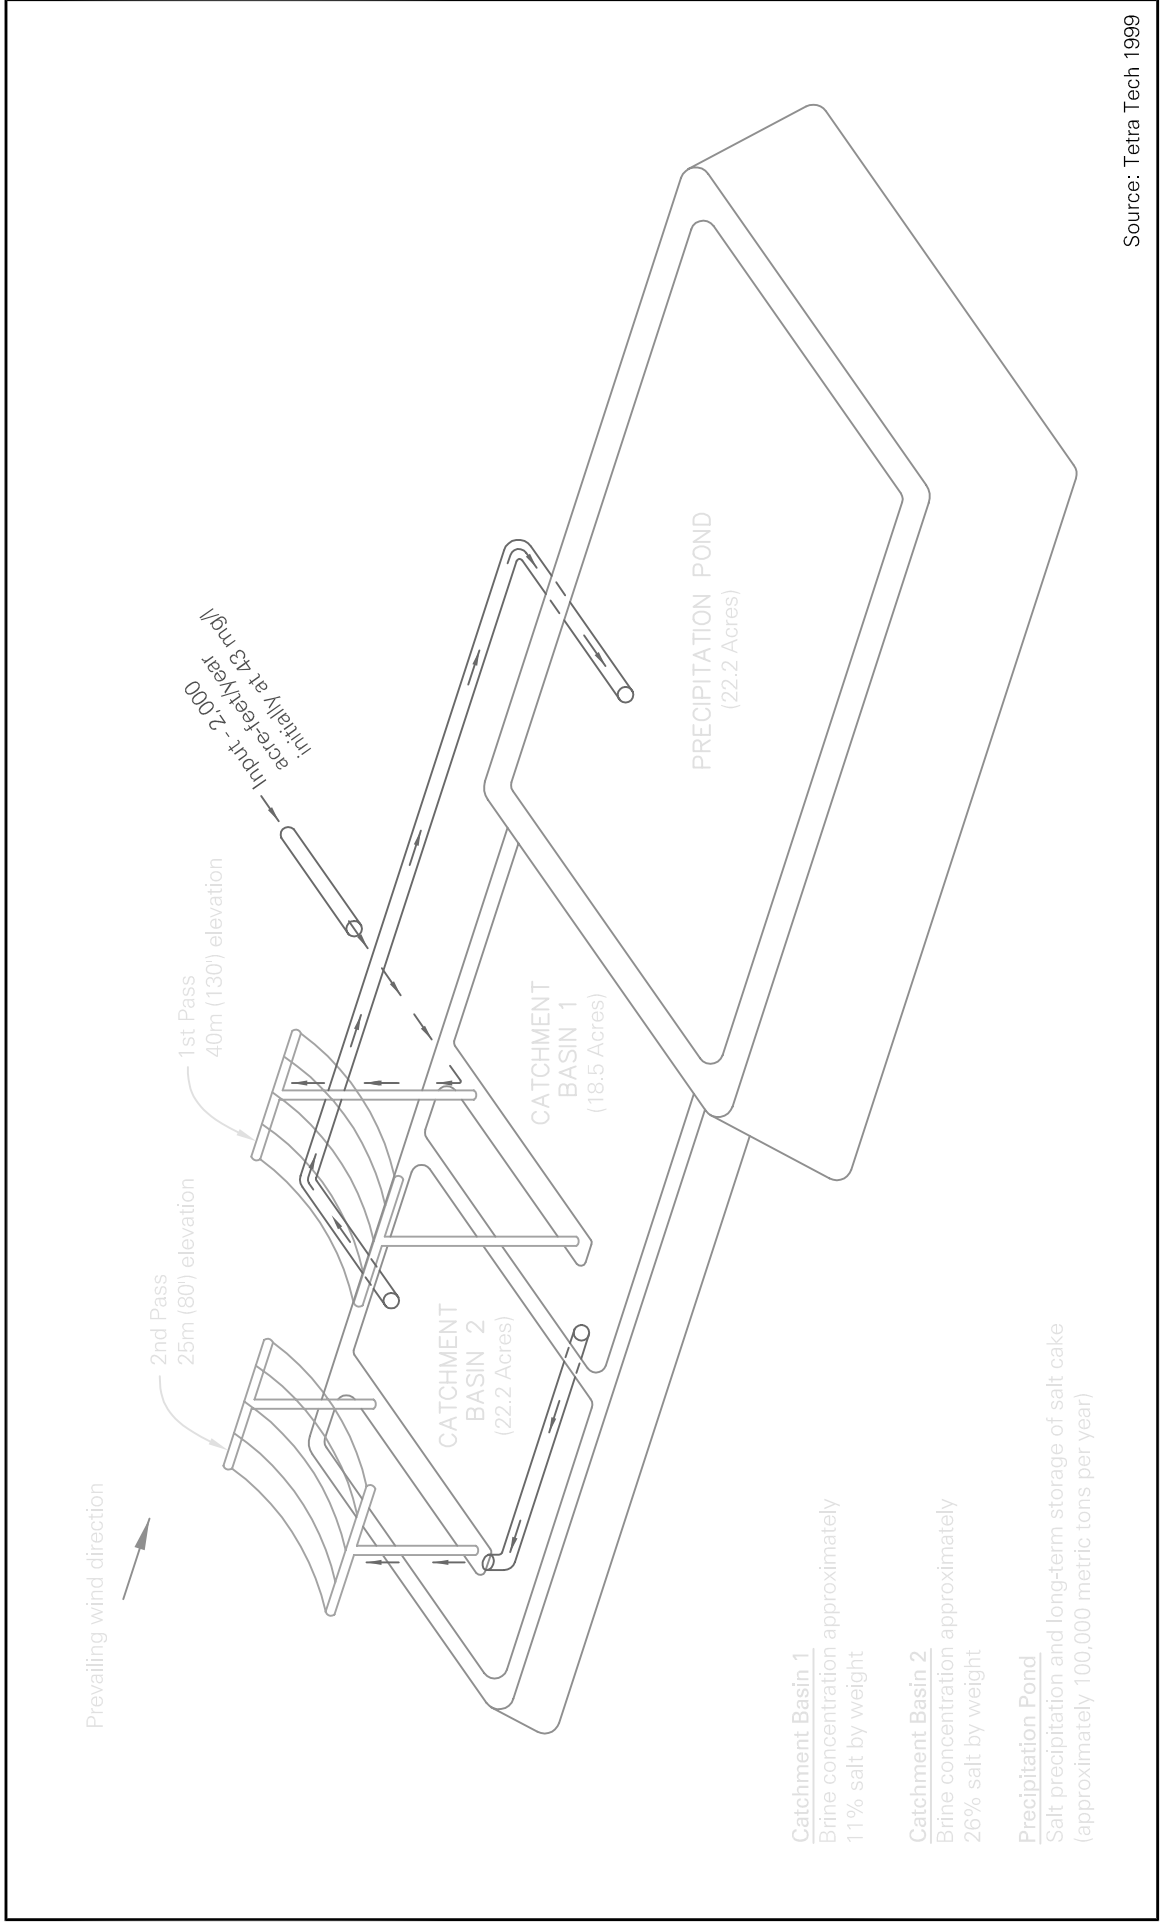 Prevailing wind direction
2nd Pass
25m (80') elevation
1st Pass
40m (130') elevation
Input - 2,000
acre-feet/year
initially at 43 mg/l
CATCHMENT
BASIN 2
(22.2 Acres)
CATCHMENT
BASIN 1
(18.5 Acres)
PRECIPITATION POND
(22.2 Acres)
Catchment Basin 1
Brine concentration approximately
11% salt by weight
Catchment Basin 2
Brine concentration approximately
26% salt by weight
Precipitation Pond
Salt precipitation and long-term storage of salt cake
(approximately 100,000 metric tons per year)
Source: Tetra Tech 1999